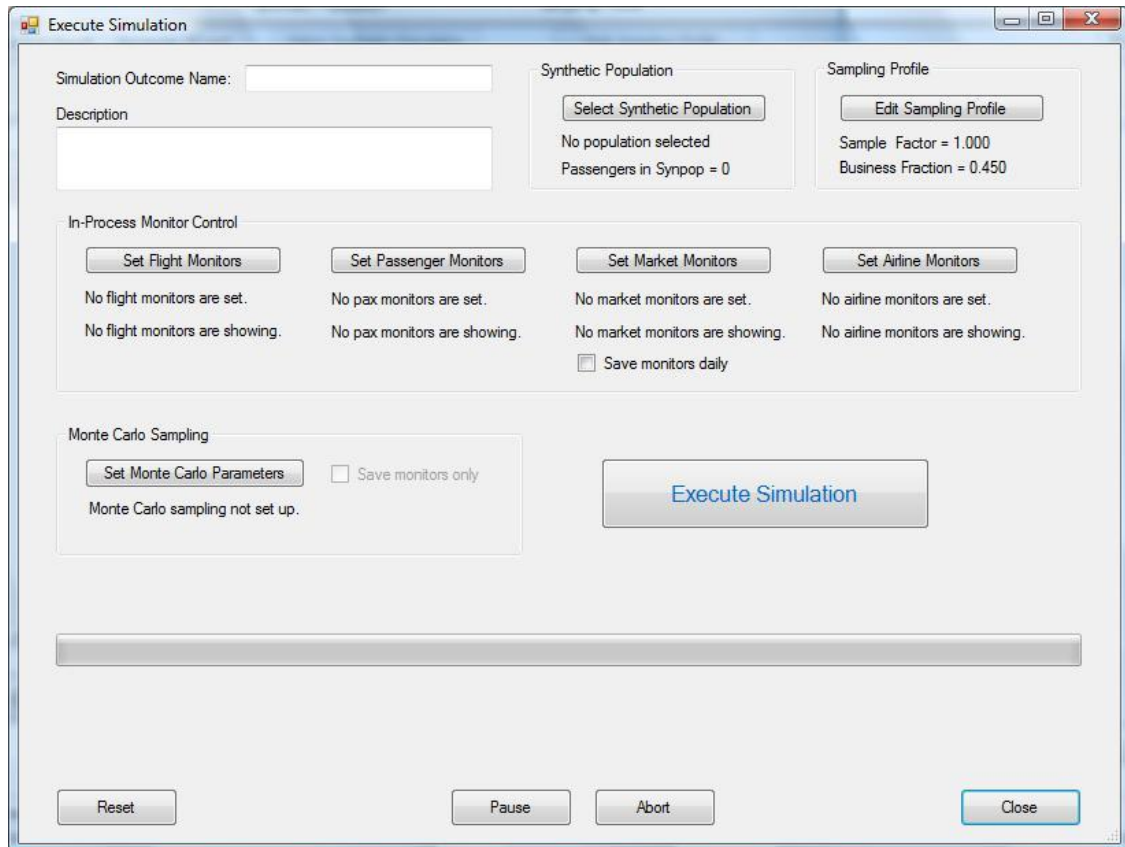 Execute Simulation
Simulation Outcome Name:
Description
Synthetic Population
Select Synthetic Population
No population selected
Passengers in Synpop = 0
Sampling Profile
Edit Sampling Profile
Sample Factor = 1.000
Business Fraction = 0.450
In-Process Monitor Control
Set Flight Monitors
No flight monitors are set.
No flight monitors are showing.
Set Passenger Monitors
No pax monitors are set.
No pax monitors are showing.
Set Market Monitors
No market monitors are set.
No market monitors are showing.
Save monitors daily
Set Airline Monitors
No airline monitors are set.
No airline monitors are showing.
Monte Carlo Sampling
Set Monte Carlo Parameters
Save monitors only
Monte Carlo sampling not set up.
Execute Simulation
Reset
Pause
Abort
Close